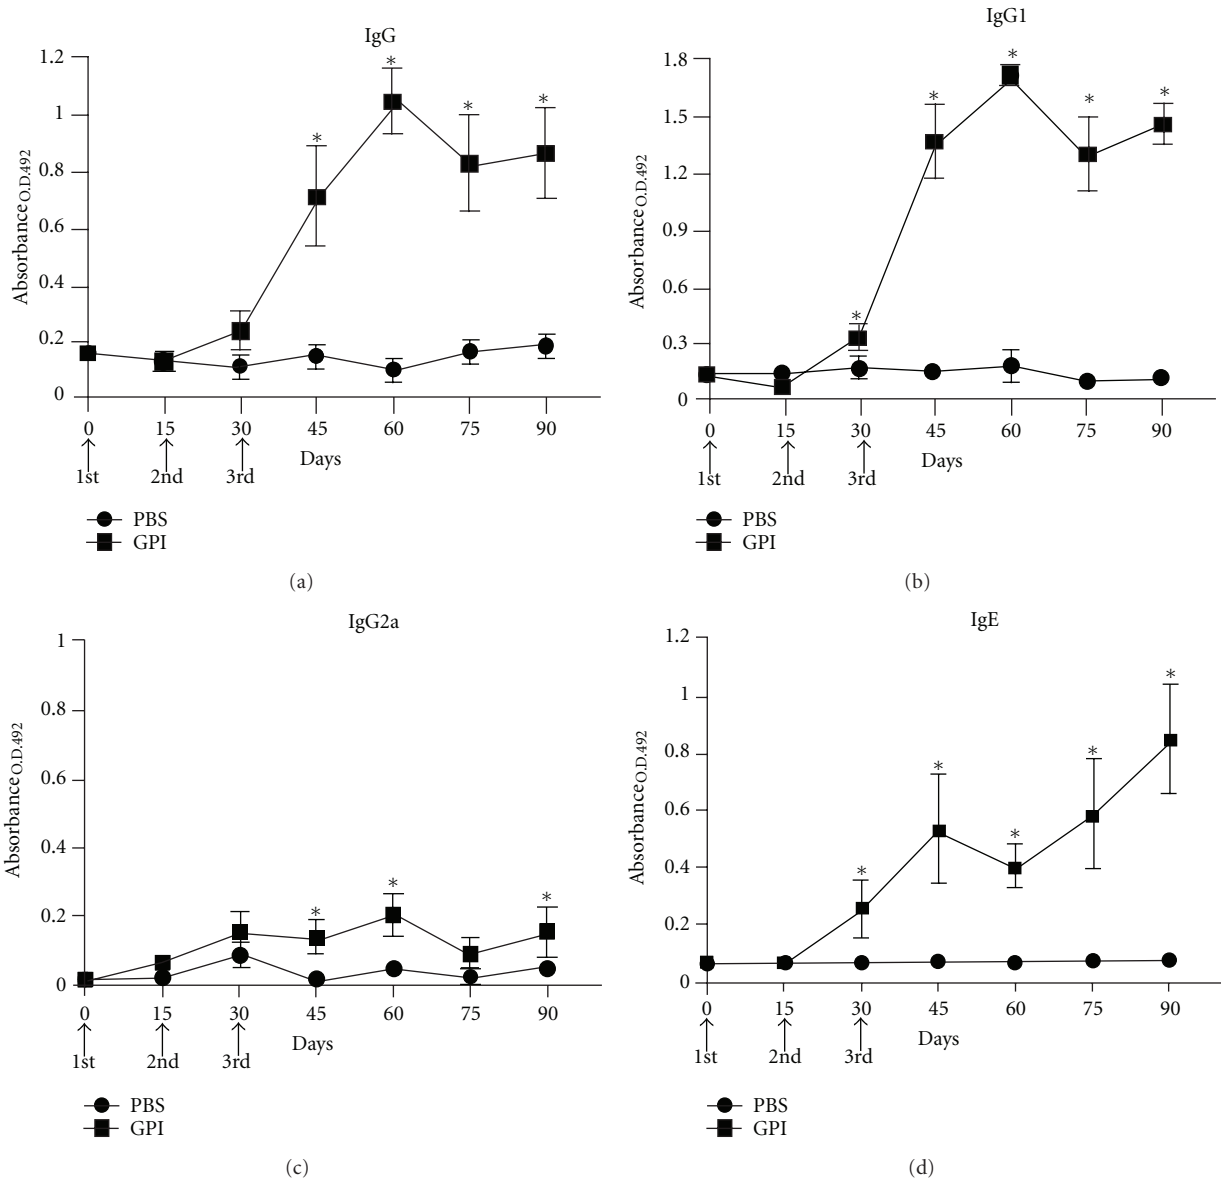 IgG
1.2
1
0.8
0.6
0.4
0.2
0
Absorbance O.D.492
*
*
*
*
0 15 30 45 60 75 90
1st 2nd 3rd
Days
PBS
GPI
(a)
IgG1
1.8
1.5
1.2
0.9
0.6
0.3
0
Absorbance O.D.492
*
*
*
*
*
0 15 30 45 60 75 90
1st 2nd 3rd
Days
PBS
GPI
(b)
IgG2a
1
0.8
0.6
0.4
0.2
0
Absorbance O.D.492
*
*
*
0 15 30 45 60 75 90
1st 2nd 3rd
Days
PBS
GPI
(c)
IgE
1.2
1
0.8
0.6
0.4
0.2
0
Absorbance O.D.492
*
*
*
*
*
0 15 30 45 60 75 90
1st 2nd 3rd
Days
PBS
GPI
(d)